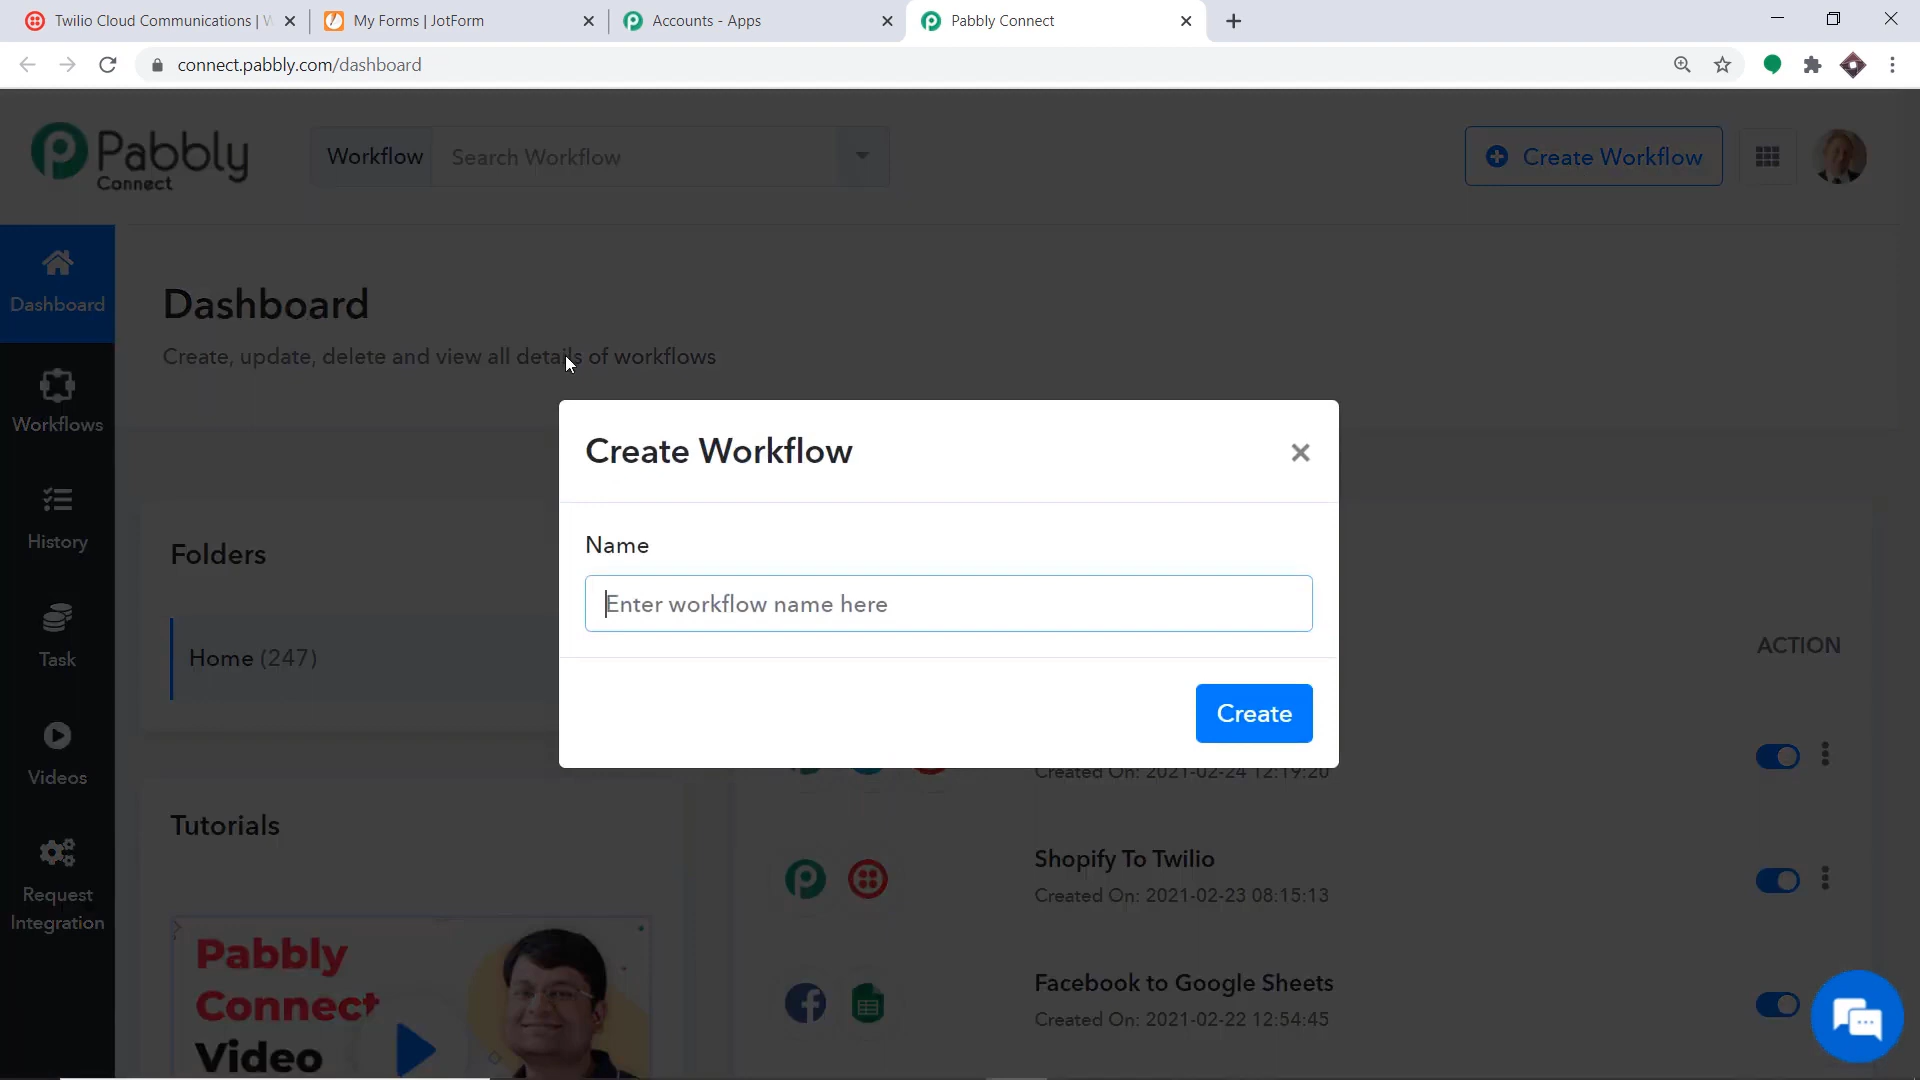 Twilio Cloud Communications | W
My Forms | JotForm
Accounts - Apps
Pabbly Connect
connect.pabbly.com/dashboard
Pabbly
Connect
Workflow
Search Workflow
Create Workflow
Dashboard
Workflows
History
Task
Videos
Request
Integration
Dashboard
Create, update, delete and view all details of workflows
Folders
Home (247)
Tutorials
Pabbly
Connect
Video
Create Workflow
Name
Enter workflow name here
Create
ACTION
Created On: 2021-02-24 12:19:20
Shopify To Twilio
Created On: 2021-02-23 08:15:13
Facebook to Google Sheets
Created On: 2021-02-22 12:54:45